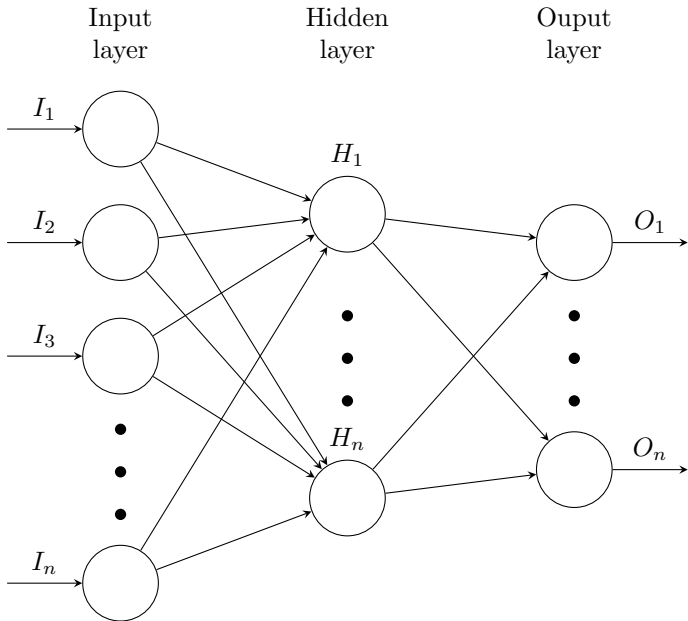 Input
layer
Hidden
layer
Ouput
layer
I₁
I₂
I₃
Iₙ
H₁
Hₙ
O₁
Oₙ